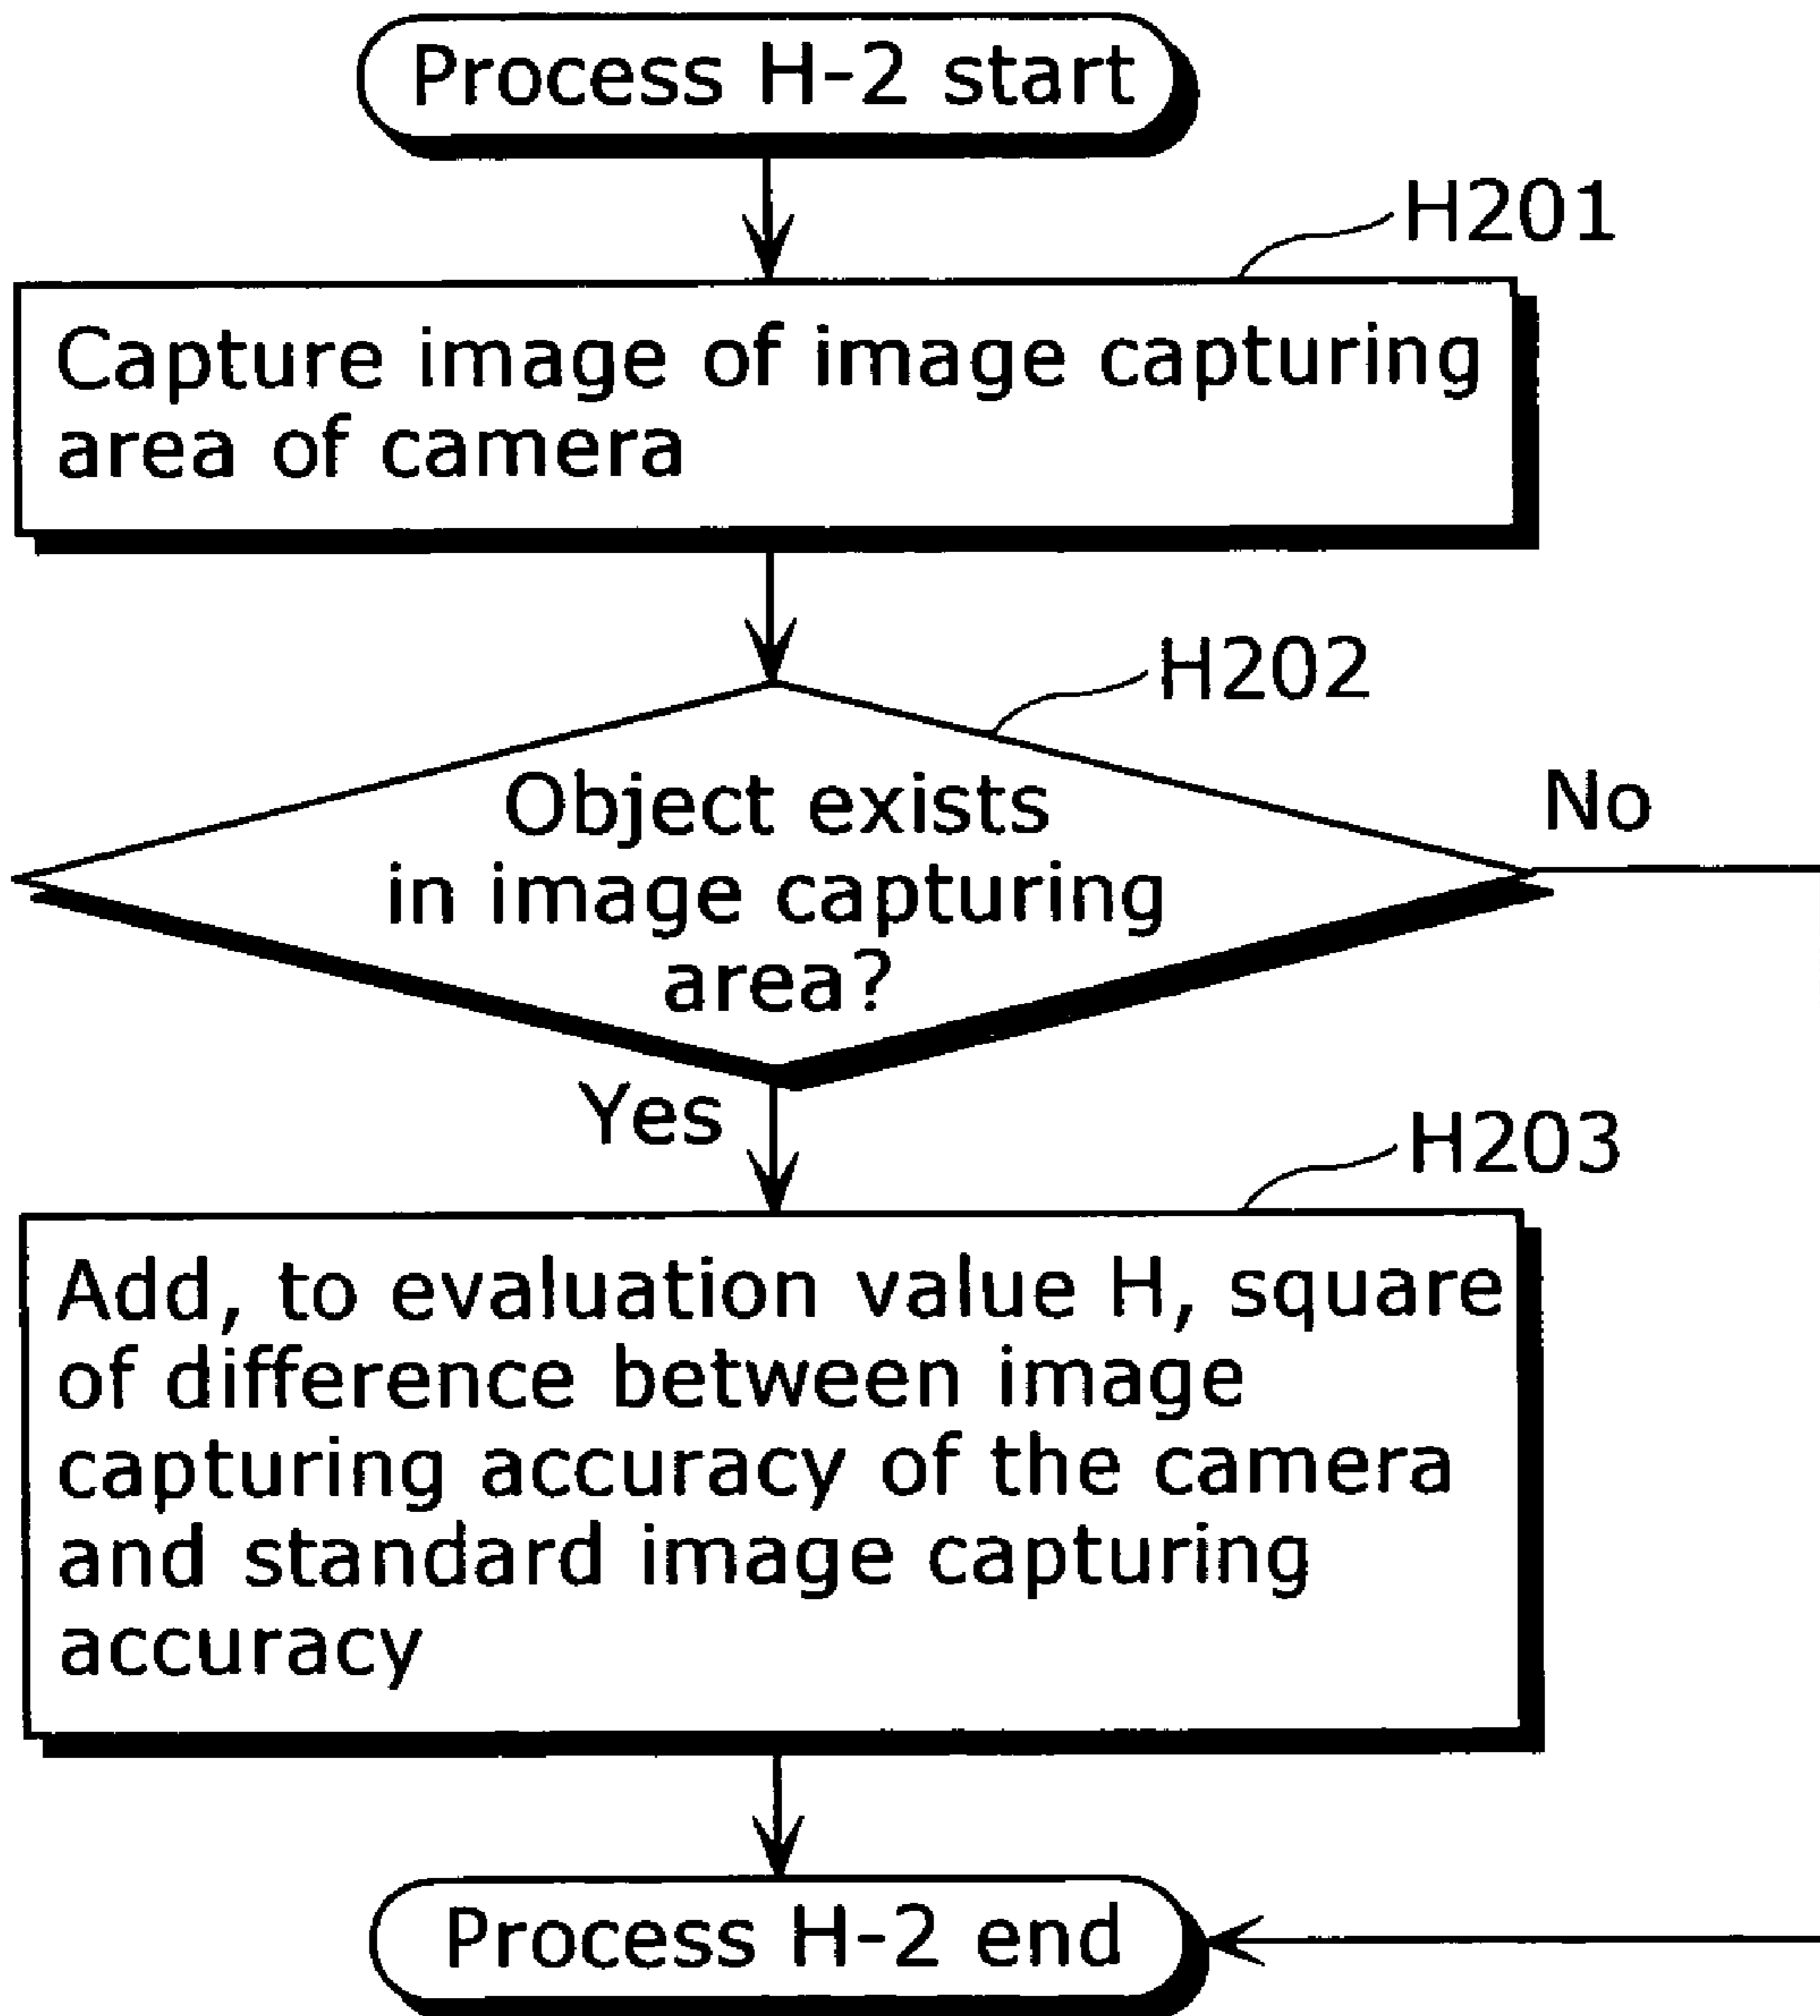 Process H-2 start
H201
Capture image of image capturing
area of camera
H202
Object exists
in image capturing
area?
No
Yes
H203
Add, to evaluation value H, square
of difference between image
capturing accuracy of the camera
and standard image capturing
accuracy
Process H-2 end